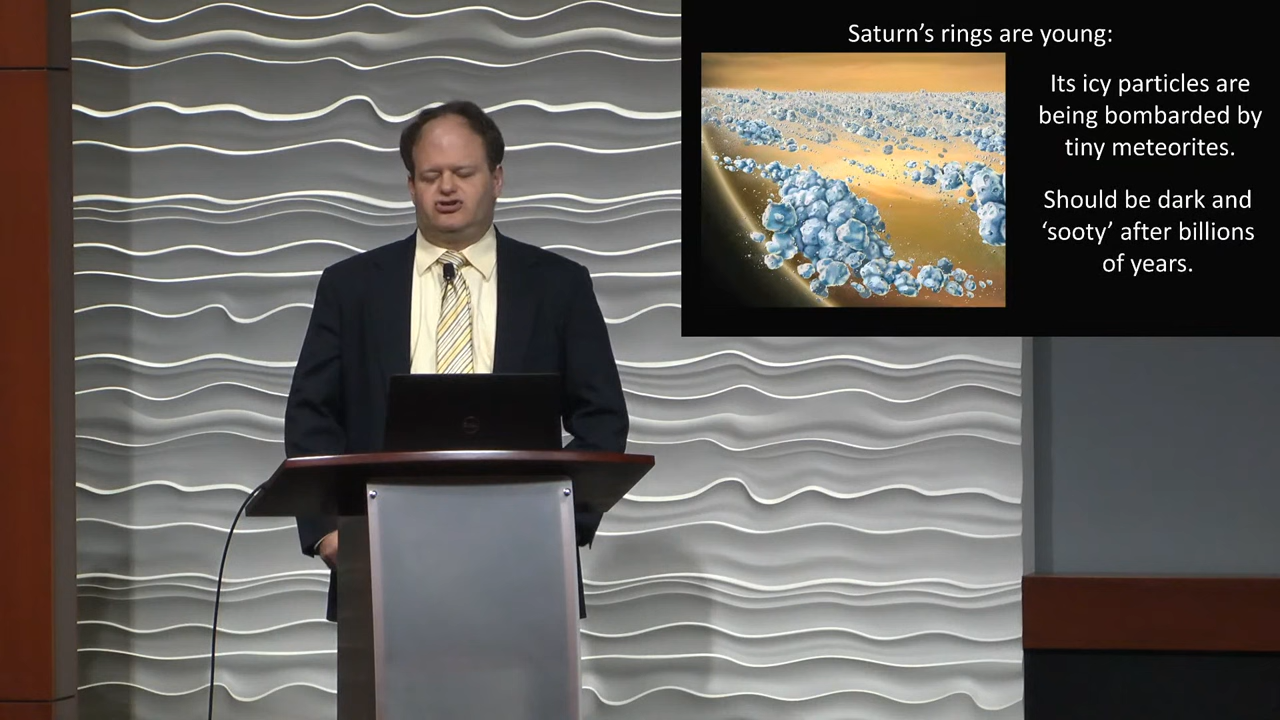 Saturn’s rings are young:
Its icy particles are
being bombarded by
tiny meteorites.
Should be dark and
‘sooty’ after billions
of years.